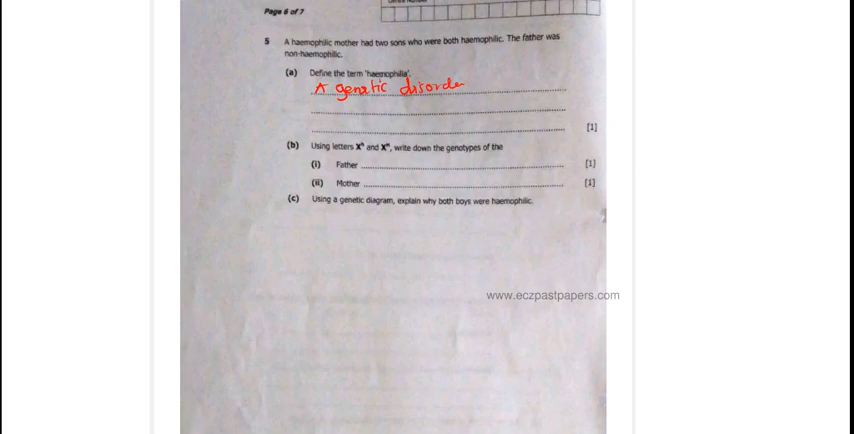 Page 6 of 7
5 A haemophilic mother had two sons who were both haemophilic. The father was
non-haemophilic.
(a) Define the term 'haemophilia'.
A genetic disorder
[1]
(b) Using letters Xʰ and Xᴴ, write down the genotypes of the
(i) Father [1]
(ii) Mother [1]
(c) Using a genetic diagram, explain why both boys were haemophilic.
www.eczpastpapers.com